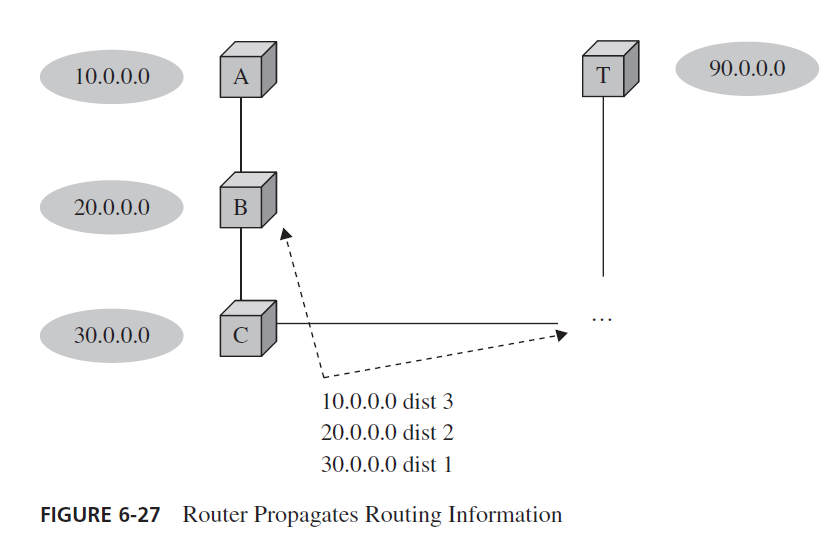 10.0.0.0
A
T
90.0.0.0
20.0.0.0
B
30.0.0.0
C
...
10.0.0.0 dist 3
20.0.0.0 dist 2
30.0.0.0 dist 1
FIGURE 6-27 Router Propagates Routing Information